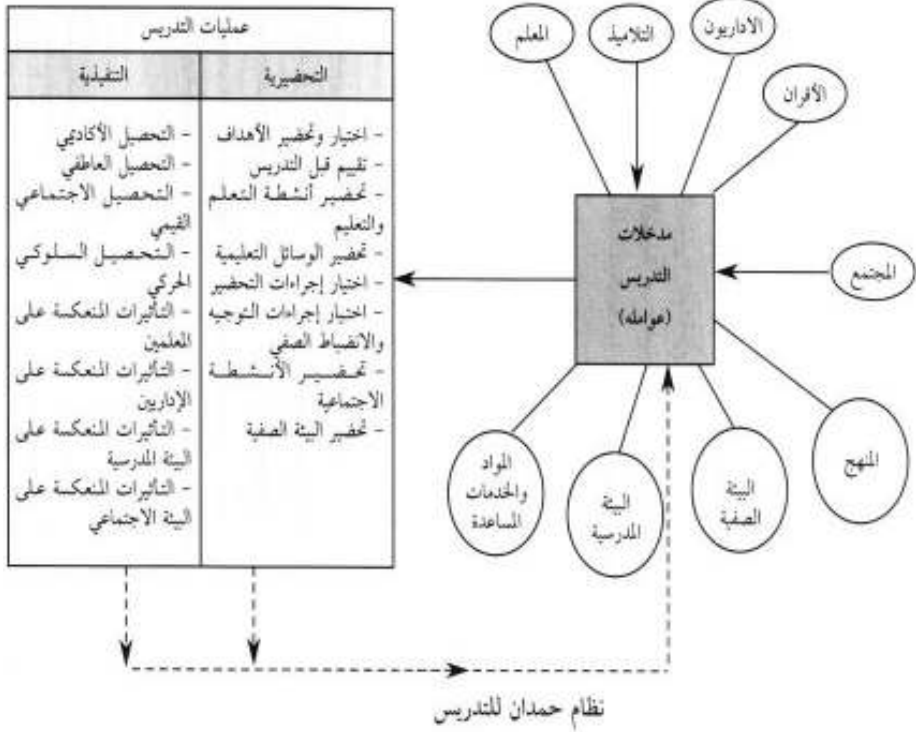 المعلم
التلاميذ
الاداريون
الأقران
المجتمع
المنهج
البيئة
الصفية
البيئة
المدرسية
المواد
والخدمات
المساعدة
مدخلات
التدريس
(عوامله)
عمليات التدريس
التحضيرية
- اختيار وتحضير الأهداف
- تقييم قبل التدريس
- تحضير أنشطة التعلم
والتعليم
- تحضير الوسائل التعليمية
- اختيار إجراءات التحضير
- اختيار إجراءات التوجيه
والانضباط الصفي
- تحضير الأنشطة
الاجتماعية
- تحضير البيئة الصفية
التنفيذية
- التحصيل الأكاديمي
- التحصيل العاطفي
- التحصيل الاجتماعي
القيمي
- التحصيل السلوكي
الحركي
- التأثيرات المنعكسة على
المعلمين
- التأثيرات المنعكسة على
الإداريين
- التأثيرات المنعكسة على
البيئة المدرسية
- التأثيرات المنعكسة على
البيئة الاجتماعي
نظام حمدان للتدريس